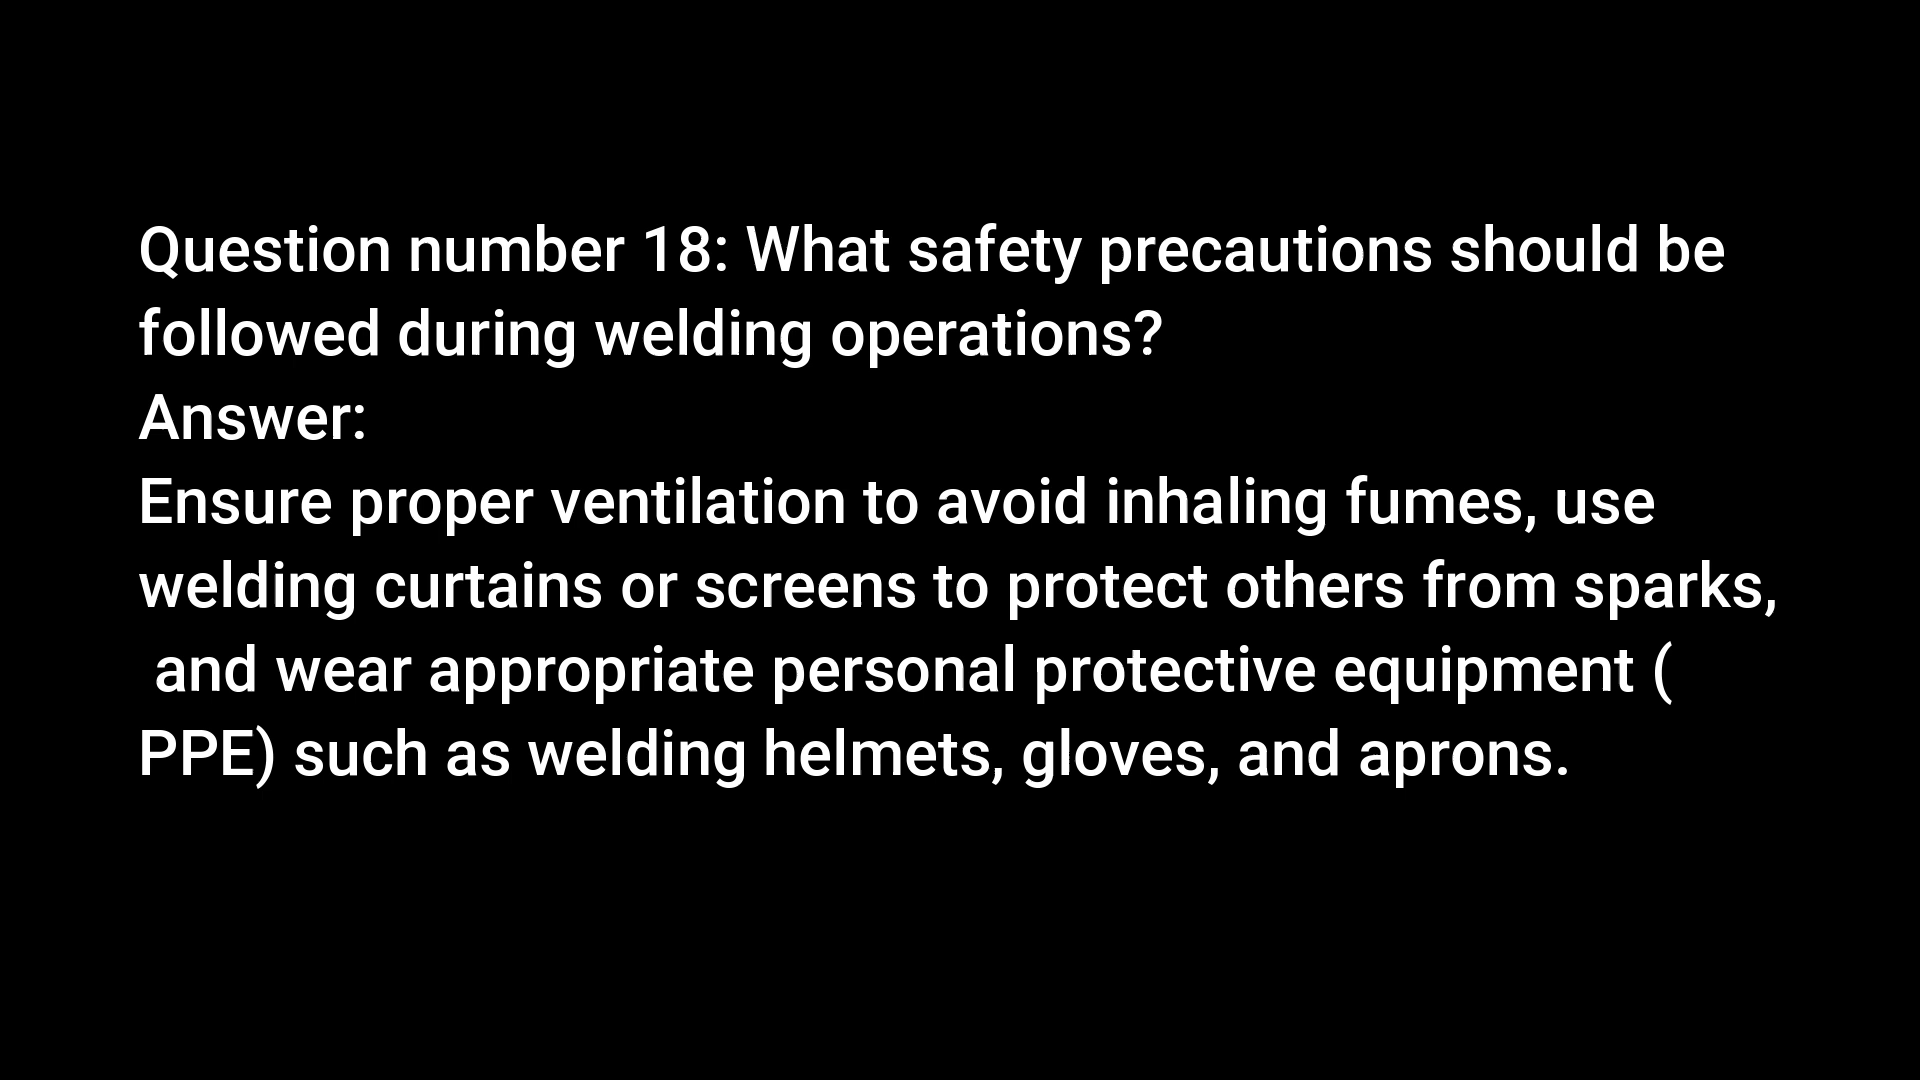 Question number 18: What safety precautions should be
followed during welding operations?
Answer:
Ensure proper ventilation to avoid inhaling fumes, use
welding curtains or screens to protect others from sparks,
and wear appropriate personal protective equipment (
PPE) such as welding helmets, gloves, and aprons.